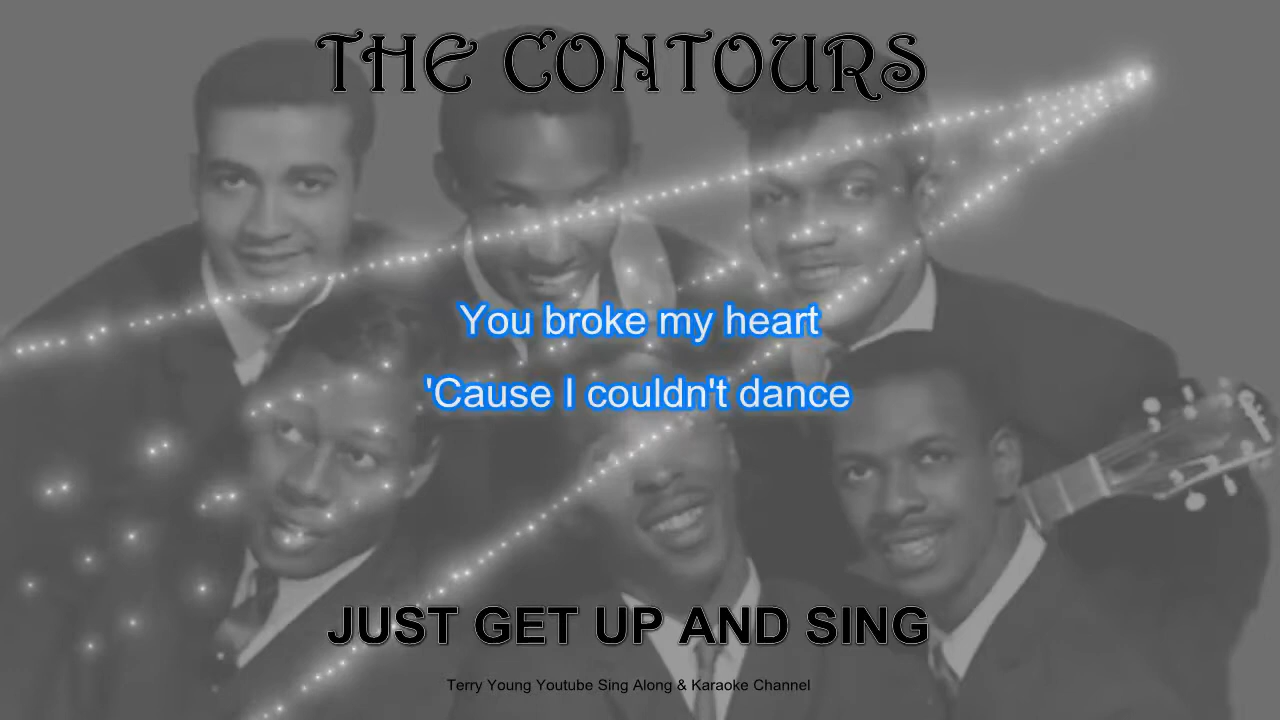 THE CONTOURS
You broke my heart
'Cause I couldn't dance
JUST GET UP AND SING
Terry Young Youtube Sing Along & Karaoke Channel